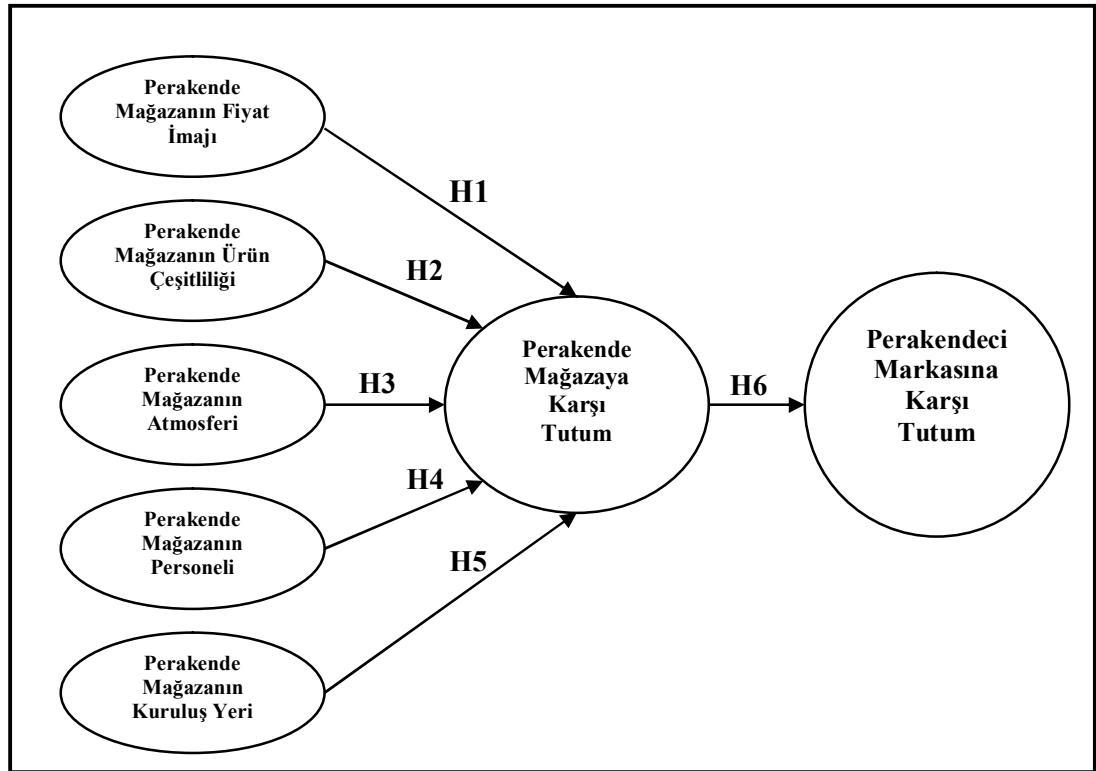 Perakende
Mağazanın Fiyat
İmajı
H1
Perakende
Mağazanın Ürün
Çeşitliliği
H2
Perakende
Mağazanın
Atmosferi
H3
Perakende
Mağazanın
Personeli
H4
Perakende
Mağazanın
Kuruluş Yeri
H5
Perakende
Mağazaya
Karşı
Tutum
H6
Perakendeci
Markasına
Karşı
Tutum